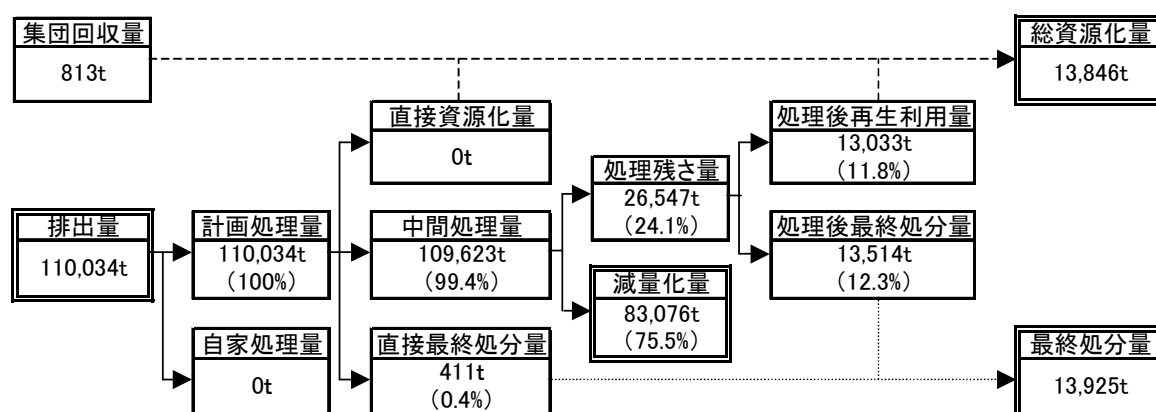 集団回収量
813t
総資源化量
13,846t
直接資源化量
0t
処理後再生利用量
13,033t
(11.8%)
処理残さ量
26,547t
(24.1%)
排出量
110,034t
計画処理量
110,034t
(100%)
中間処理量
109,623t
(99.4%)
処理後最終処分量
13,514t
(12.3%)
減量化量
83,076t
(75.5%)
自家処理量
0t
直接最終処分量
411t
(0.4%)
最終処分量
13,925t